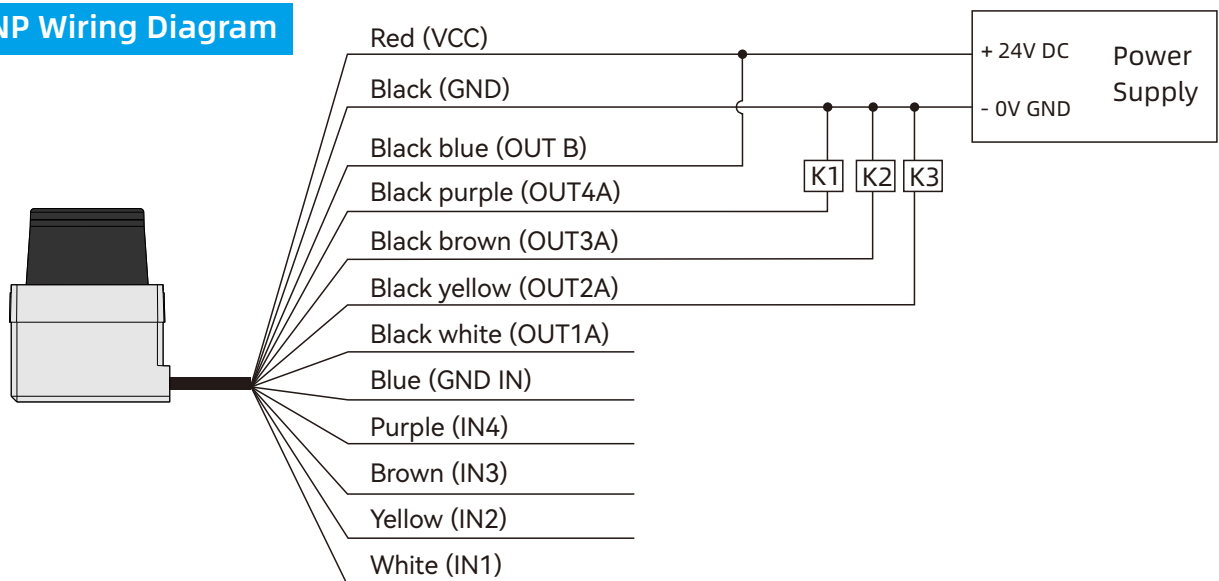 NP Wiring Diagram
Red (VCC)
+ 24V DC
Power
Supply
Black (GND)
- 0V GND
Black blue (OUT B)
K1
K2
K3
Black purple (OUT4A)
Black brown (OUT3A)
Black yellow (OUT2A)
Black white (OUT1A)
Blue (GND IN)
Purple (IN4)
Brown (IN3)
Yellow (IN2)
White (IN1)